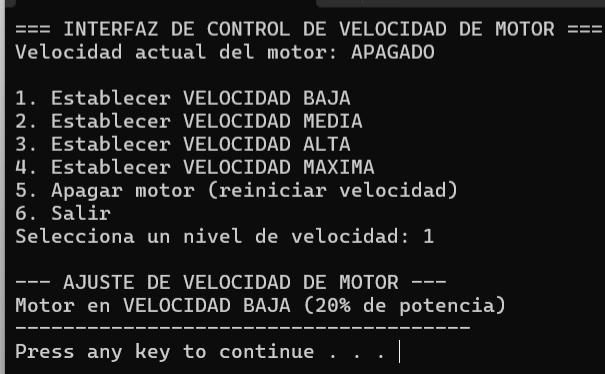 === INTERFAZ DE CONTROL DE VELOCIDAD DE MOTOR ===
Velocidad actual del motor: APAGADO
1. Establecer VELOCIDAD BAJA
2. Establecer VELOCIDAD MEDIA
3. Establecer VELOCIDAD ALTA
4. Establecer VELOCIDAD MAXIMA
5. Apagar motor (reiniciar velocidad)
6. Salir
Selecciona un nivel de velocidad: 1
--- AJUSTE DE VELOCIDAD DE MOTOR ---
Motor en VELOCIDAD BAJA (20% de potencia)
--------------------------------------
Press any key to continue . . .